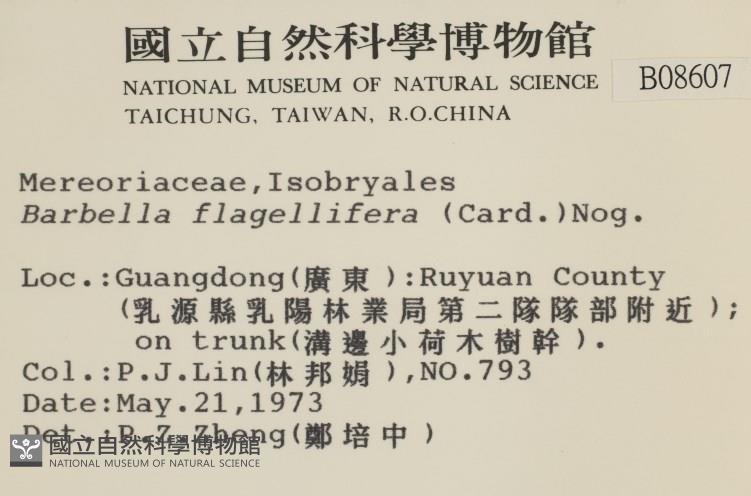 國立自然科學博物館
NATIONAL MUSEUM OF NATURAL SCIENCE
B08607
TAICHUNG, TAIWAN, R.O.CHINA
Mereoriaceae,Isobryales
Barbella flagellifera (Card.)Nog.
Loc.:Guangdong(廣東):Ruyuan County
(乳源縣乳陽林業局第二隊隊部附近);
on trunk(溝邊小荷木樹幹).
Col.:P.J.Lin(林邦娟),NO.793
Date:May.21,1973
Det.:P.Z.Zheng(鄭培中)
國立自然科學博物館
NATIONAL MUSEUM OF NATURAL SCIENCE